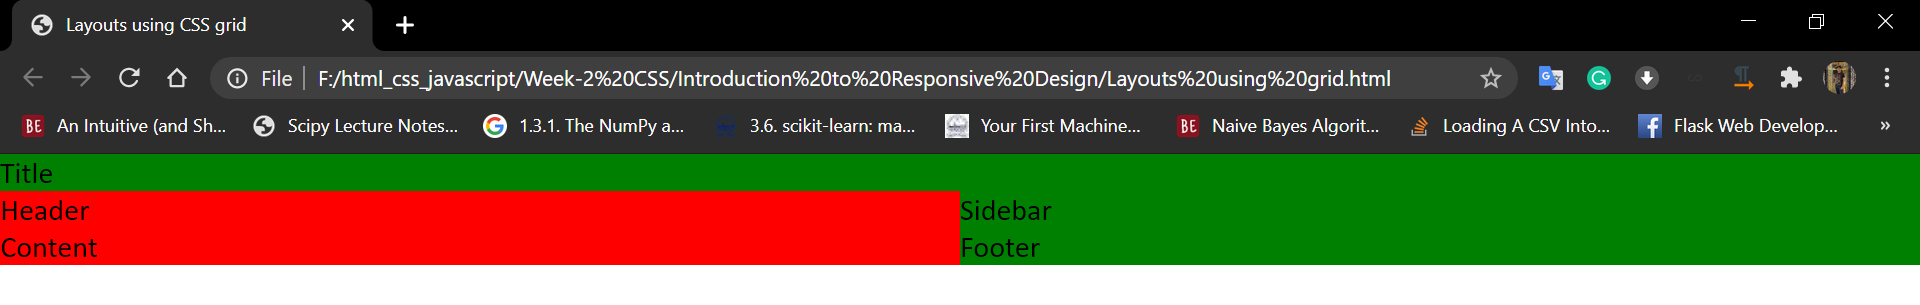 Layouts using CSS grid
File F:/html_css_javascript/Week-2%20CSS/Introduction%20to%20Responsive%20Design/Layouts%20using%20grid.html
BE An Intuitive (and Sh... Scipy Lecture Notes... 1.3.1. The NumPy a... 3.6. scikit-learn: ma... Your First Machine... BE Naive Bayes Algorit... Loading A CSV Into... Flask Web Develop... »
Title
Header Sidebar
Content Footer